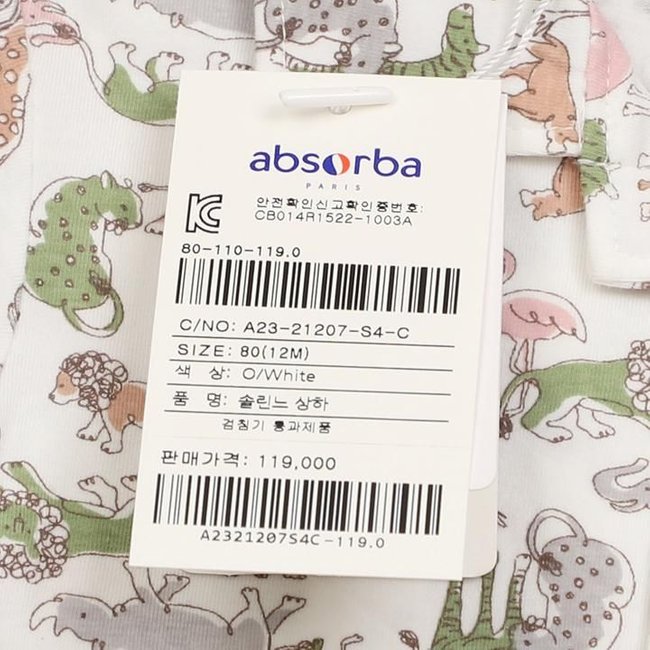 absorba
PARIS
안전확인신고확인증번호:
CB014R1522-1003A
80-110-119.0
C/NO: A23-21207-S4-C
SIZE: 80(12M)
색 상: O/White
품 명: 솔린느 상하
검침기 통과제품
판매가격: 119,000
A2321207S4C-119.0